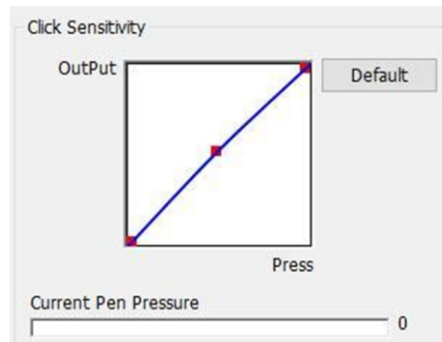 Click Sensitivity
OutPut
Default
Press
Current Pen Pressure
0